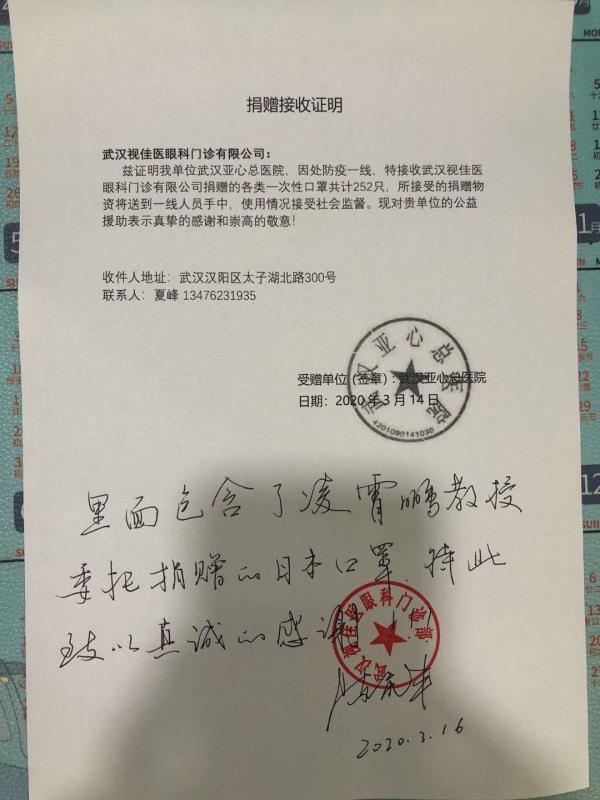 捐赠接收证明
武汉视佳医眼科门诊有限公司：
兹证明我单位武汉亚心总医院，因处防疫一线，特接收武汉视佳医
眼科门诊有限公司捐赠的各类一次性口罩共计252只，所接受的捐赠物
资将送到一线人员手中，使用情况接受社会监督。现对贵单位的公益
援助表示真挚的感谢和崇高的敬意！
收件人地址：武汉汉阳区太子湖北路300号
联系人：夏峰 13476231935
受赠单位（签章）：武汉亚心总医院
日期：2020年3月14日
武汉亚心总医院
4201090141030
里面包含了凌霄鹏教授
委托捐赠的日本口罩.特此
致以真诚的感谢
2020.3.16